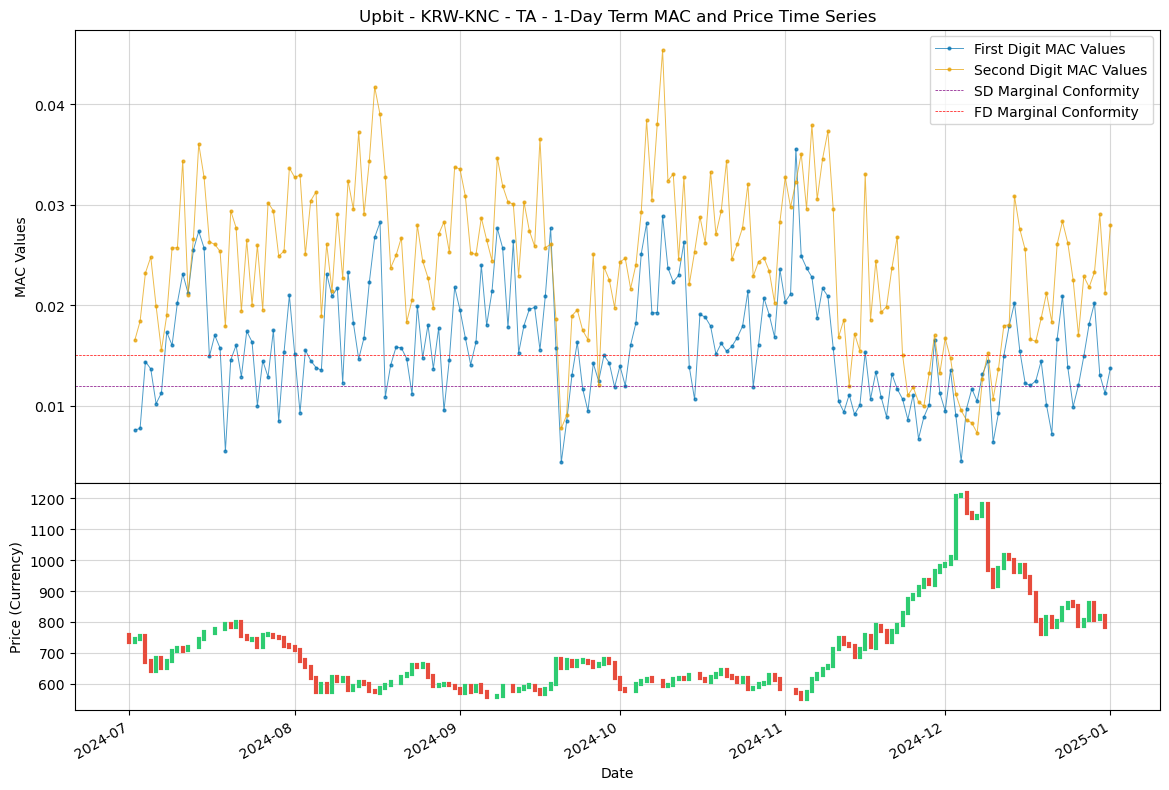 Upbit - KRW-KNC - TA - 1-Day Term MAC and Price Time Series
First Digit MAC Values
Second Digit MAC Values
SD Marginal Conformity
FD Marginal Conformity
MAC Values
0.04
0.03
0.02
0.01
Price (Currency)
1200
1100
1000
900
800
700
600
2024-07
2024-08
2024-09
2024-10
2024-11
2024-12
2025-01
Date